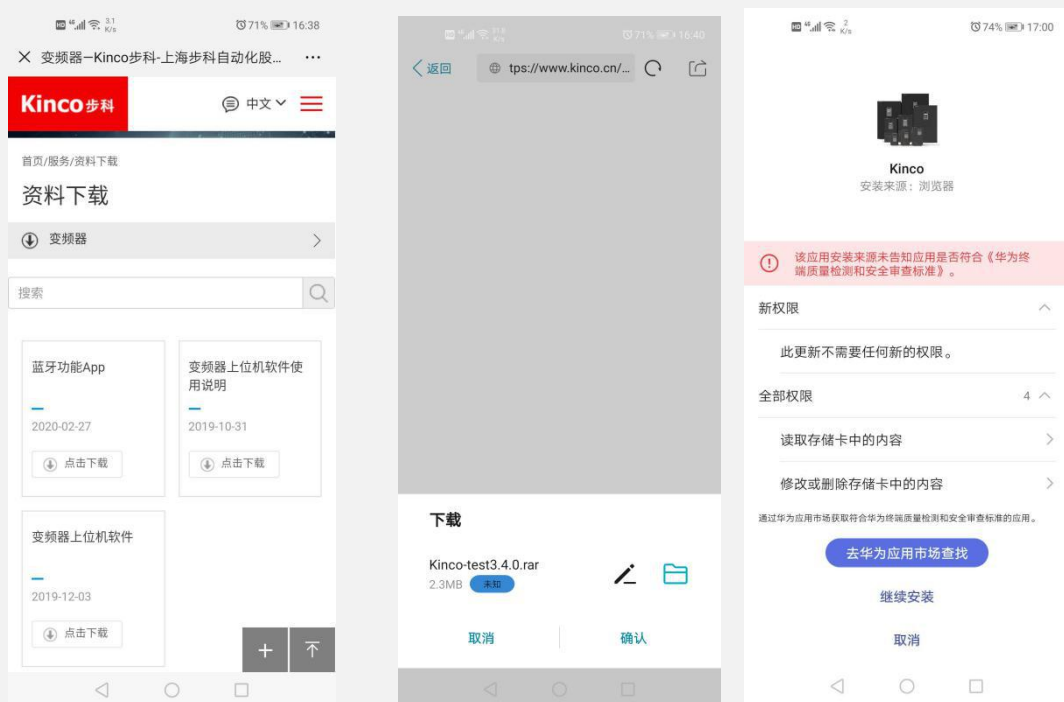 HD 46 3.1 K/s 71% 16:38
变频器—Kinco步科-上海步科自动化股...
Kinco步科 中文
首页/服务/资料下载
资料下载
变频器
搜索
蓝牙功能App
2020-02-27
点击下载
变频器上位机软件使
用说明
2019-10-31
点击下载
变频器上位机软件
2019-12-03
点击下载
71% 16:40
返回 tps://www.kinco.cn/...
下载
Kinco-test3.4.0.rar
2.3MB 未知
取消 确认
HD 46 2 K/s 74% 17:00
Kinco
安装来源：浏览器
该应用安装来源未告知应用是否符合《华为终
端质量检测和安全审查标准》。
新权限
此更新不需要任何新的权限。
全部权限 4
读取存储卡中的内容
修改或删除存储卡中的内容
通过华为应用市场获取符合华为终端质量检测和安全审查标准的应用。
去华为应用市场查找
继续安装
取消